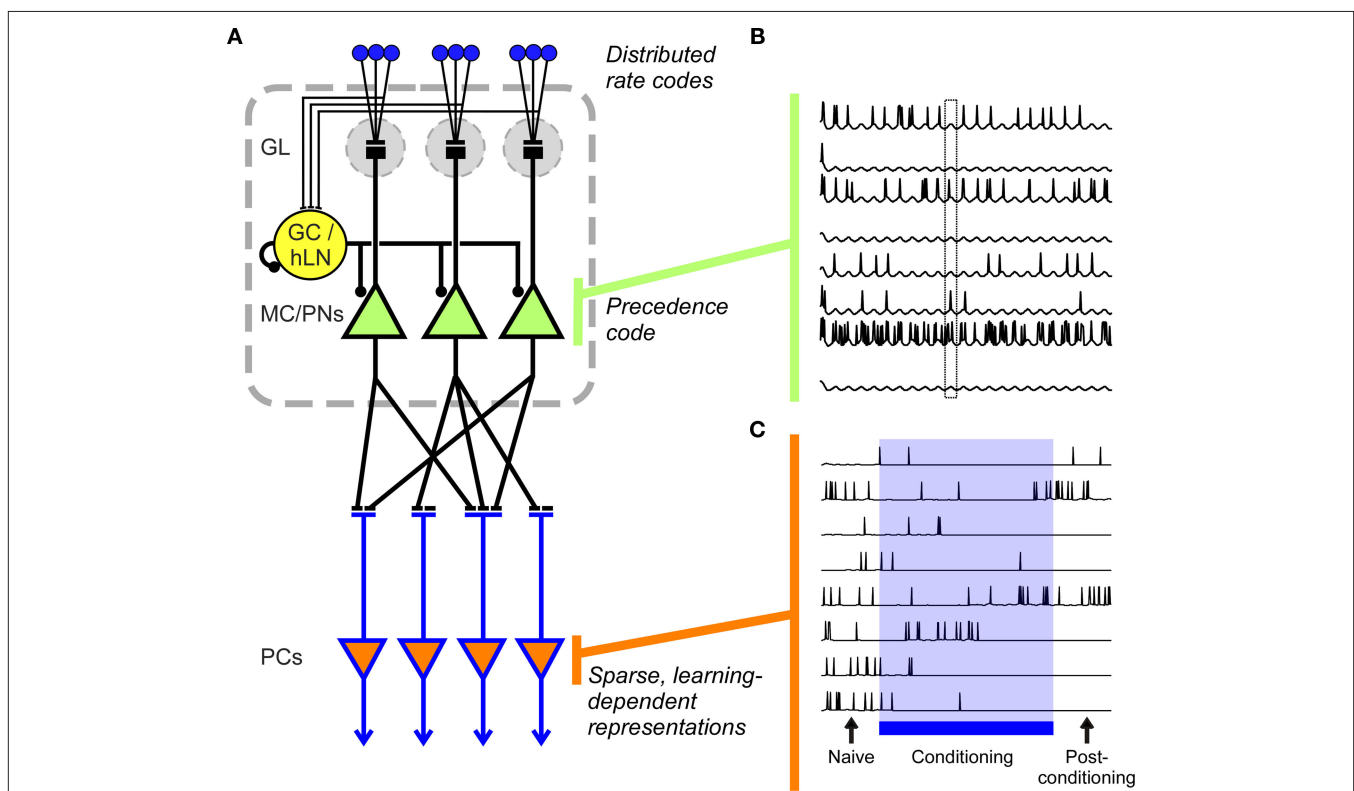 A
Distributed
rate codes
GL
GC /
hLN
MC/PNs
Precedence
code
PCs
Sparse, learning-
dependent
representations
B
C
Naive
Conditioning
Post-
conditioning